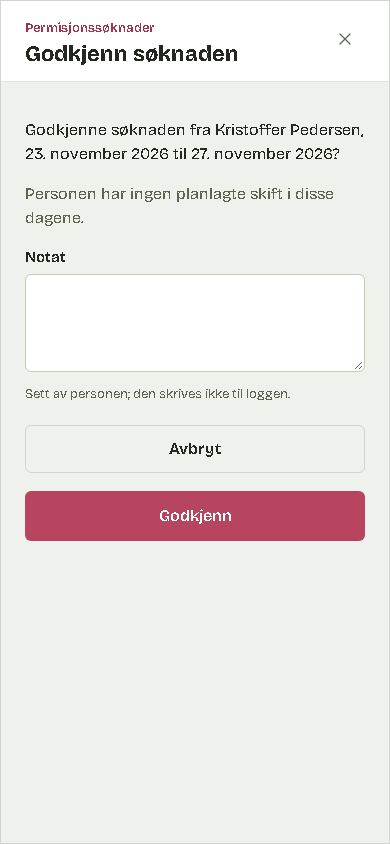 Permisjonssøknader
Godkjenn søknaden
Godkjenne søknaden fra Kristoffer Pedersen,
23. november 2026 til 27. november 2026?
Personen har ingen planlagte skift i disse
dagene.
Notat
Sett av personen; den skrives ikke til loggen.
Avbryt
Godkjenn